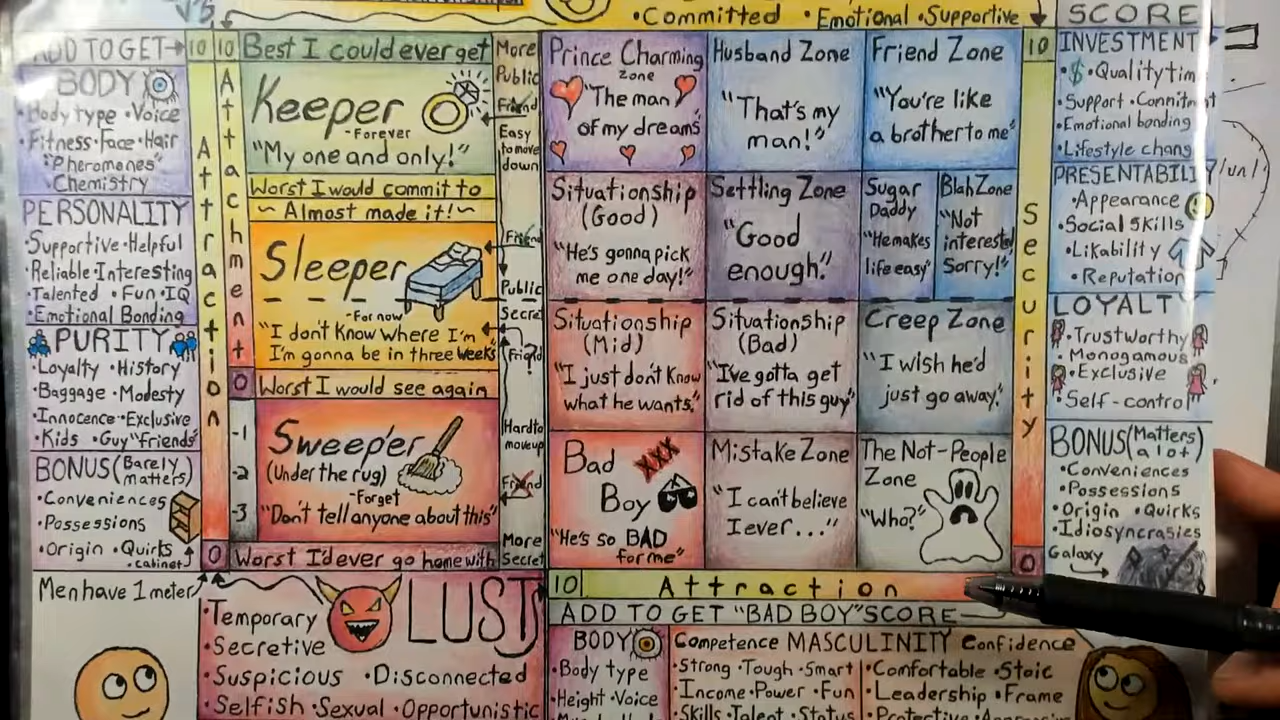 •Committed •Emotional •Supportive
SCORE
ADD TO GET→
10
BODY
•Body type •Voice
•Fitness•Face•Hair
•"Pheromones"
Chemistry
PERSONALITY
•Supportive•Helpful
•Reliable•Interesting
•Talented •Fun•IQ
•Emotional Bonding
PURITY
•Loyalty •History
•Baggage •Modesty
•Innocence•Exclusive
•Kids •Guy "Friends"
BONUS (Barely matters)
•Conveniences
•Possessions
•Origin •Quirks
•cabinet
Attraction
0
10
Attachment
0
-1
-2
-3
Best I could ever get
Keeper
-Forever
"My one and only!"
Worst I would commit to
~Almost made it!~
Sleeper
-For now
"I don't know where I'm
I'm gonna be in three weeks"
Worst I would see again
Sweeper
(Under the rug)
-Forget
"Don't tell anyone about this"
Worst I'd ever go home with
More
Public
Friend
Easy
to move
down
Friend
Public
Secret
Friend
Hard to
move up
Friend
More
Secret
Prince Charming
zone
"The man
of my dreams"
Husband Zone
"That's my
man!"
Friend Zone
"You're like
a brother to me"
Situationship
(Good)
"He's gonna pick
me one day!"
Settling Zone
"Good
enough."
Sugar
Daddy
"He makes
life easy"
Blah Zone
"Not
interested,
Sorry!"
Situationship
(Mid)
"I just don't know
what he wants."
Situationship
(Bad)
"I've gotta get
rid of this guy"
Creep Zone
"I wish he'd
just go away."
Bad
Boy
XXX
"He's so BAD
for me"
Mistake Zone
"I can't believe
I ever..."
The Not-People
Zone
"Who?"
10
Security
0
INVESTMENT
•$ •Quality tim
•Support •Commitment
•Emotional bonding
•Lifestyle chang
PRESENTABILITY
•Appearance
•Social Skills
•Likability
•Reputation
LOYALTY
•Trustworthy
•Monogamous
•Exclusive
•Self-control
BONUS (Matters a lot)
•Conveniences
•Possessions
•Origin •Quirks
•Idiosyncrasies
Galaxy
Men have 1 meter
•Temporary
•Secretive
•Suspicious •Disconnected
•Selfish •Sexual •Opportunistic
LUST
10
Attraction
ADD TO GET "BAD BOY" SCORE
BODY
•Body type
•Height •Voice
Competence MASCULINITY Confidence
•Strong •Tough •Smart
•Income •Power •Fun
•Skills •Talent •Status
•Comfortable •Stoic
•Leadership •Frame